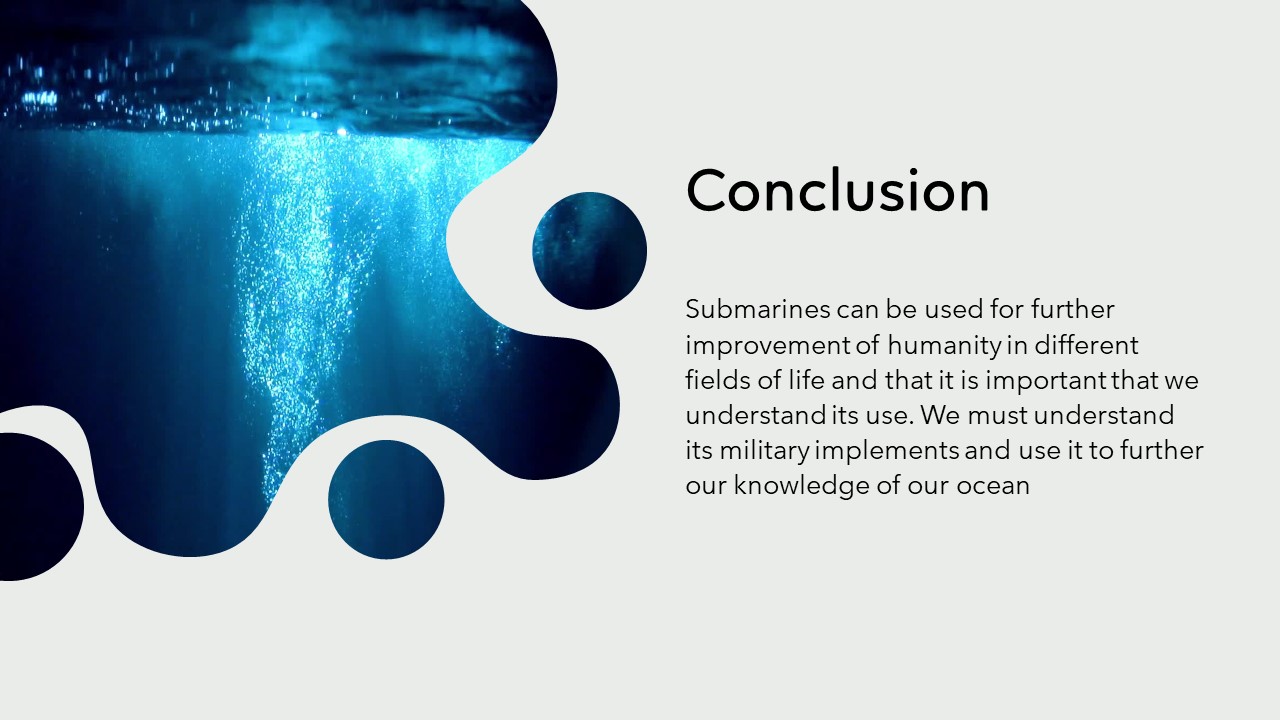 Conclusion
Submarines can be used for further
improvement of humanity in different
fields of life and that it is important that we
understand its use. We must understand
its military implements and use it to further
our knowledge of our ocean